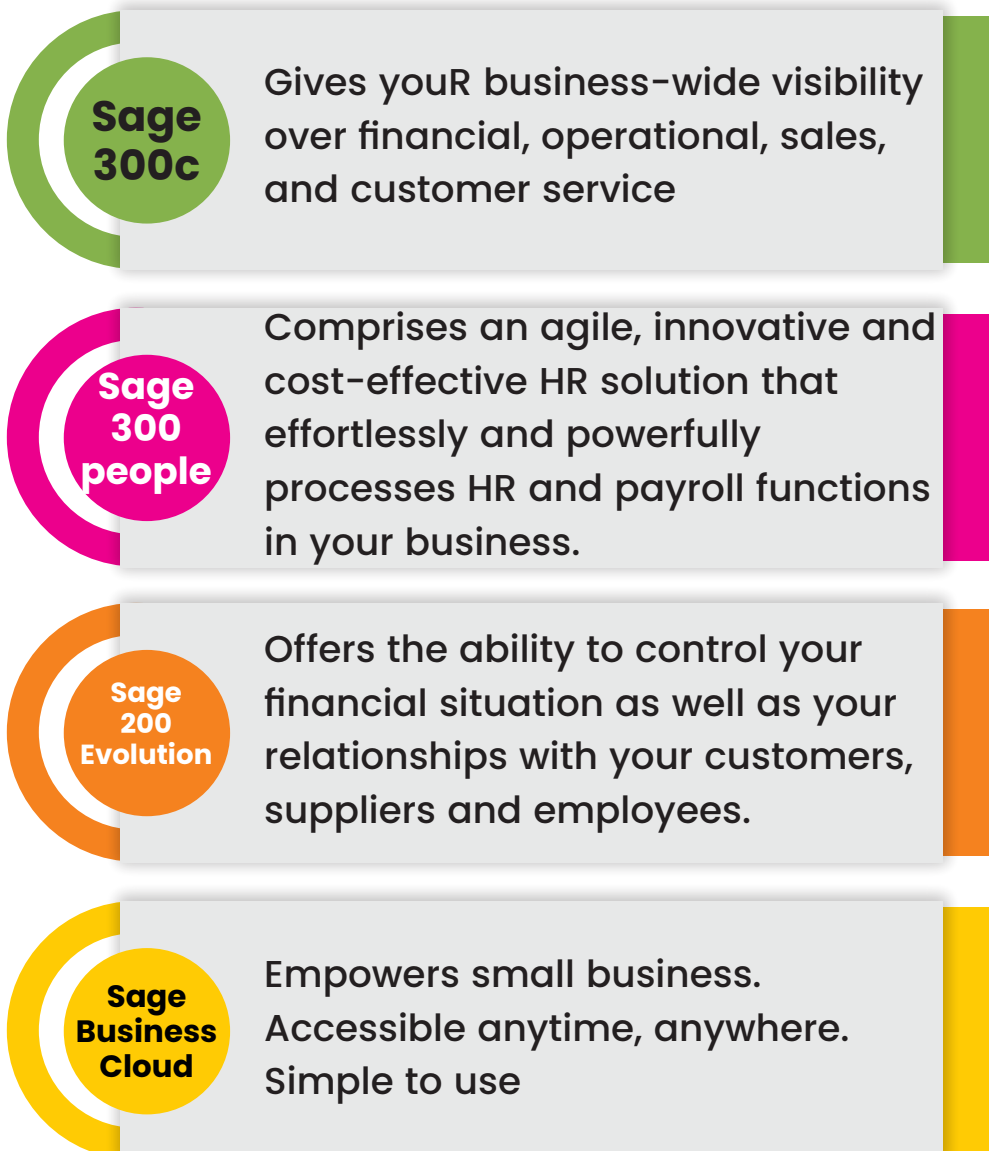 Sage
300c
Gives youR business-wide visibility
over financial, operational, sales,
and customer service
Sage
300
people
Comprises an agile, innovative and
cost-effective HR solution that
effortlessly and powerfully
processes HR and payroll functions
in your business.
Sage
200
Evolution
Offers the ability to control your
financial situation as well as your
relationships with your customers,
suppliers and employees.
Sage
Business
Cloud
Empowers small business.
Accessible anytime, anywhere.
Simple to use